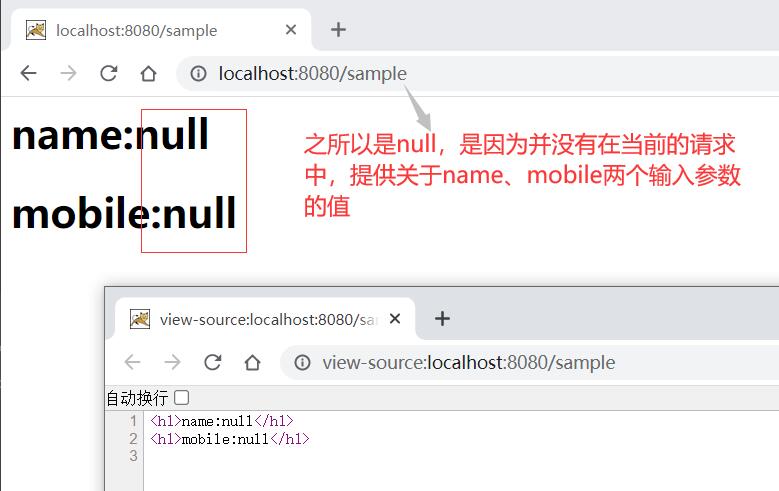 localhost:8080/sample
localhost:8080/sample
name:null
mobile:null
之所以是null，是因为并没有在当前的请求
中，提供关于name、mobile两个输入参数
的值
view-source:localhost:8080/sa
view-source:localhost:8080/sample
自动换行
1 <h1>name:null</h1>
2 <h1>mobile:null</h1>
3